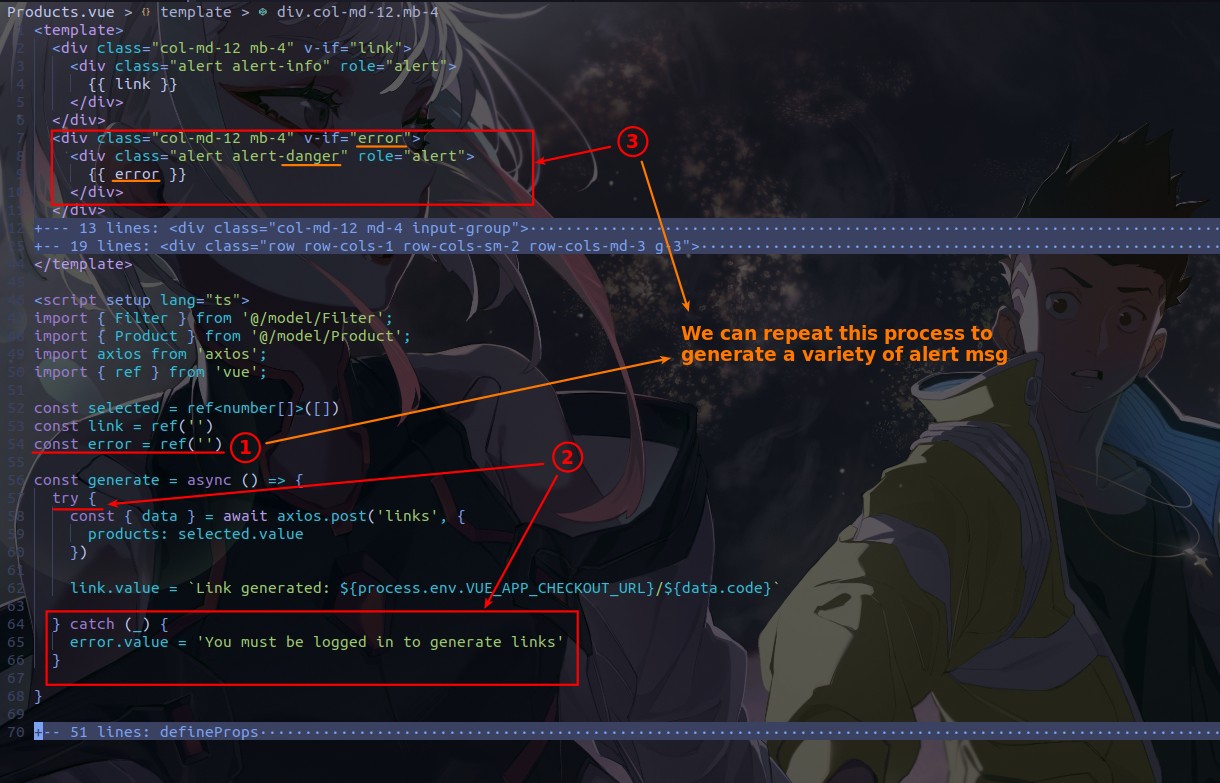 Products.vue > {} template > div.col-md-12.mb-4
1 <template>
2   <div class="col-md-12 mb-4" v-if="link">
3     <div class="alert alert-info" role="alert">
4       {{ link }}
5     </div>
6   </div>
7   <div class="col-md-12 mb-4" v-if="error">
8     <div class="alert alert-danger" role="alert">
9       {{ error }}
10     </div>
11   </div>
12 +--- 13 lines: <div class="col-md-12 md-4 input-group">
25 +-- 19 lines: <div class="row row-cols-1 row-cols-sm-2 row-cols-md-3 g-3">
44 </template>
45
46 <script setup lang="ts">
47 import { Filter } from '@/model/Filter';
48 import { Product } from '@/model/Product';
49 import axios from 'axios';
50 import { ref } from 'vue';
51
52 const selected = ref<number[]>([])
53 const link = ref('')
54 const error = ref('')
55
56 const generate = async () => {
57   try {
58     const { data } = await axios.post('links', {
59       products: selected.value
60     })
61
62     link.value = `Link generated: ${process.env.VUE_APP_CHECKOUT_URL}/${data.code}`
63
64   } catch (_) {
65     error.value = 'You must be logged in to generate links'
66   }
67
68 }
69
70 +-- 51 lines: defineProps
3
We can repeat this process to
generate a variety of alert msg
1
2